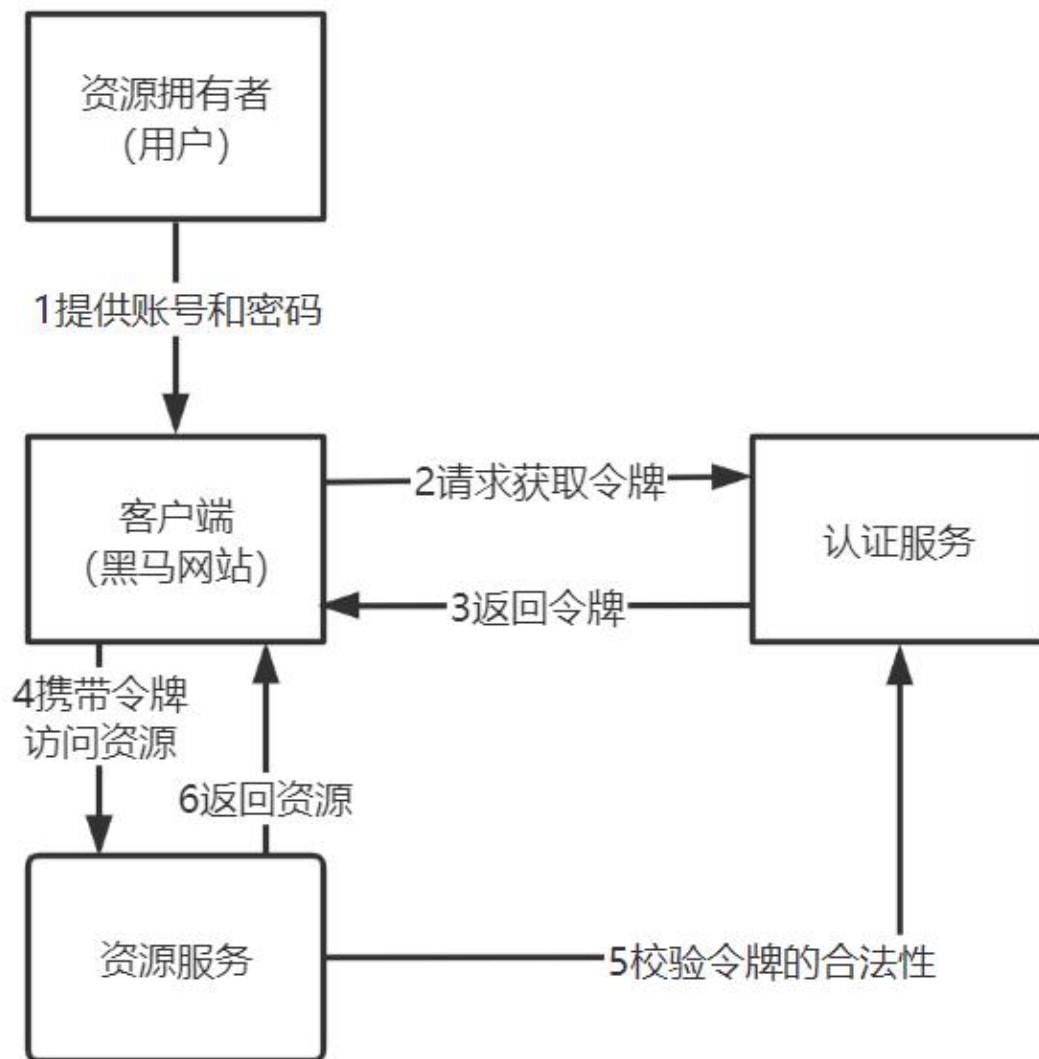 资源拥有者
（用户）
1提供账号和密码
客户端
（黑马网站）
2请求获取令牌
认证服务
3返回令牌
4携带令牌
访问资源
6返回资源
资源服务
5校验令牌的合法性